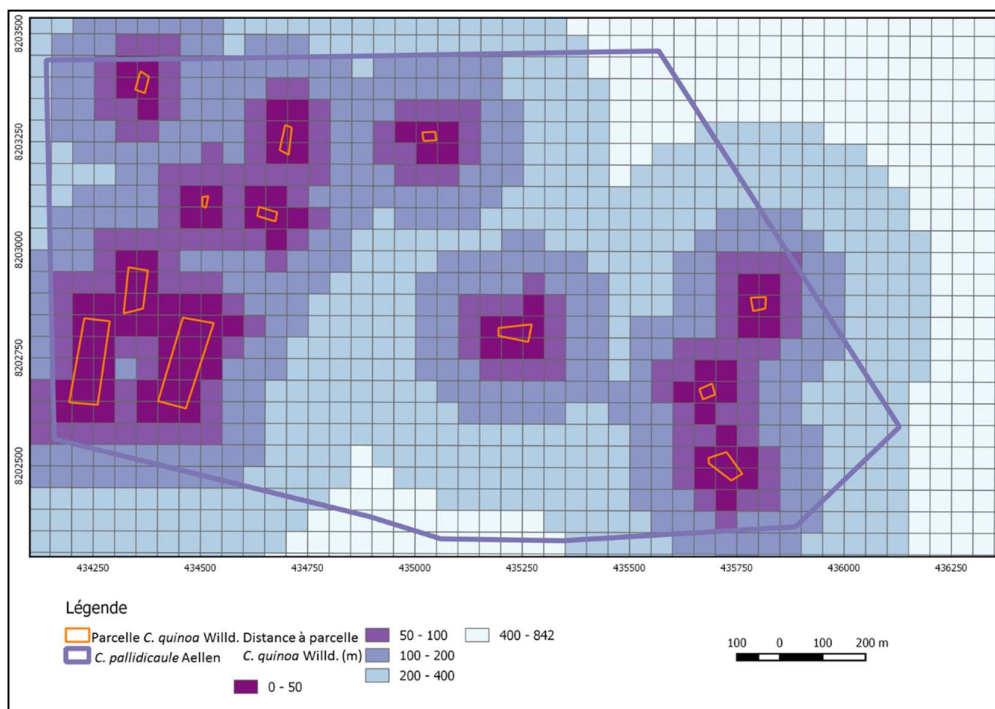 8203500
8203250
8203000
8202750
8202500
434250 434500 434750 435000 435250 435500 435750 436000 436250
Légende
Parcelle C. quinoa Willd. Distance à parcelle 50 - 100 400 - 842
C. pallidicaule Aellen C. quinoa Willd. (m) 100 - 200
200 - 400
0 - 50
100 0 100 200 m